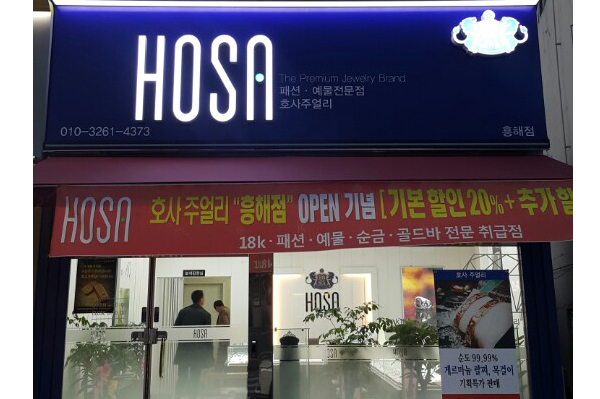 HOSA
The Premium Jewelry Brand
패션 · 예물전문점
호사주얼리
010-3261-4373
흥해점
HOSA 호사 주얼리 "흥해점" OPEN 기념 [기본 할인 20% + 추가 할
18k · 패션 · 예물 · 순금 · 골드바 전문 취급점
HOSA
호사 주얼리
HOSA
HOSA
순도 99.99%
게르마늄 팔찌, 목걸이
기획특가 판매